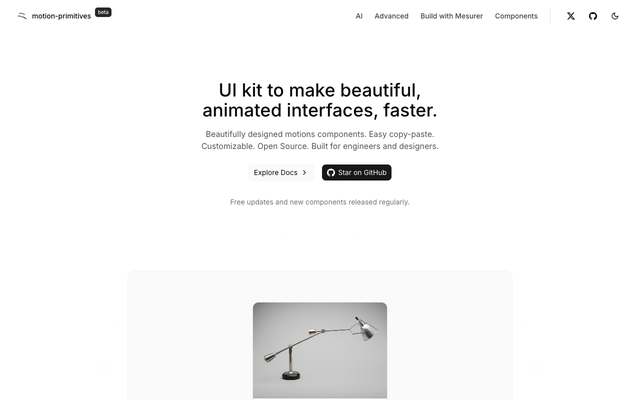 motion-primitives beta
AI Advanced Build with Mesurer Components
UI kit to make beautiful,
animated interfaces, faster.
Beautifully designed motions components. Easy copy-paste.
Customizable. Open Source. Built for engineers and designers.
Explore Docs Star on GitHub
Free updates and new components released regularly.